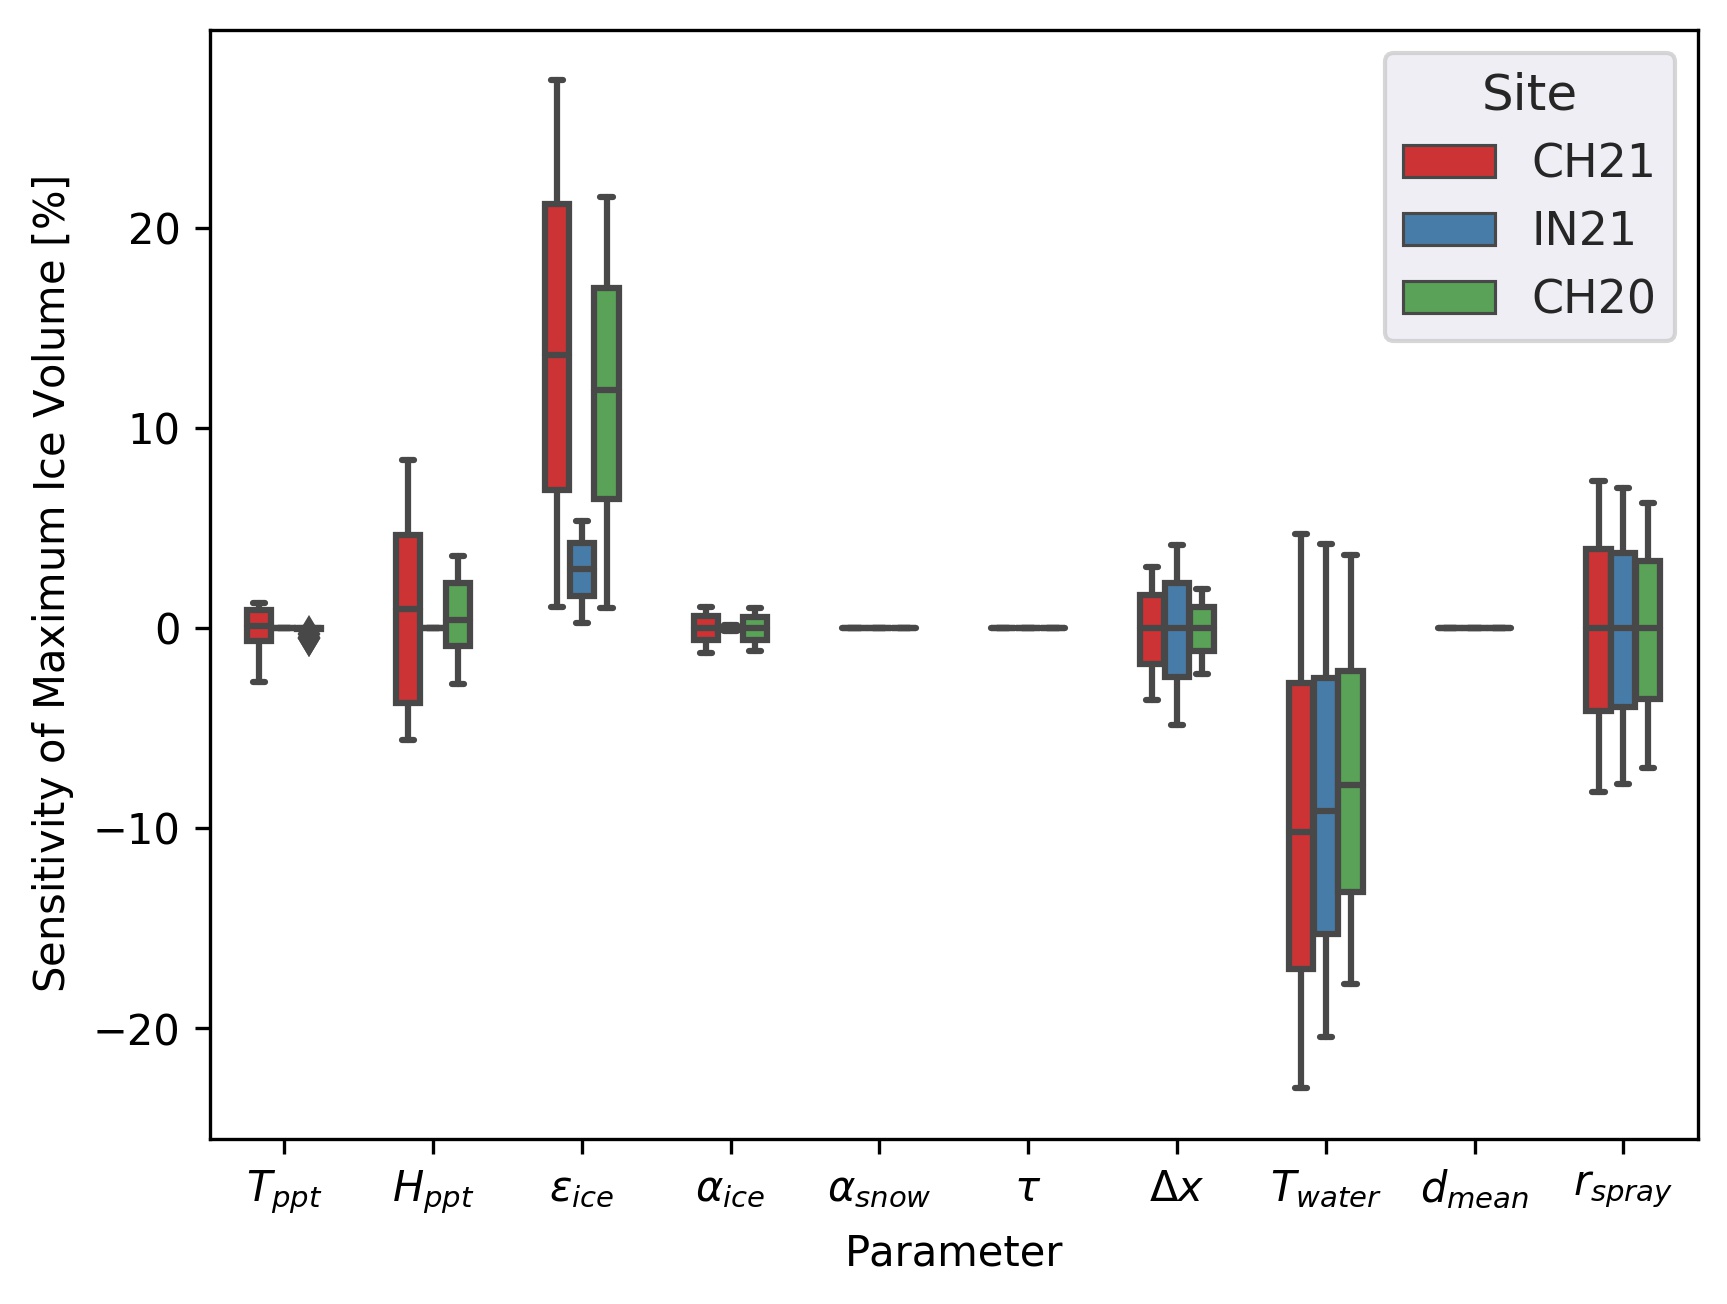 Site
CH21
IN21
CH20
Sensitivity of Maximum Ice Volume [%]
20
10
0
−10
−20
T_ppt H_ppt ε_ice α_ice α_snow τ Δx T_water d_mean r_spray
Parameter